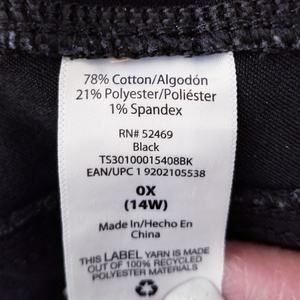 78% Cotton/Algodón
21% Polyester/Poliéster
1% Spandex
RN# 52469
Black
TS30100015408BK
EAN/UPC 1 9202105538
0X
(14W)
Made In/Hecho En
China
THIS LABEL YARN IS MADE
OUT OF 100% RECYCLED
POLYESTER MATERIALS